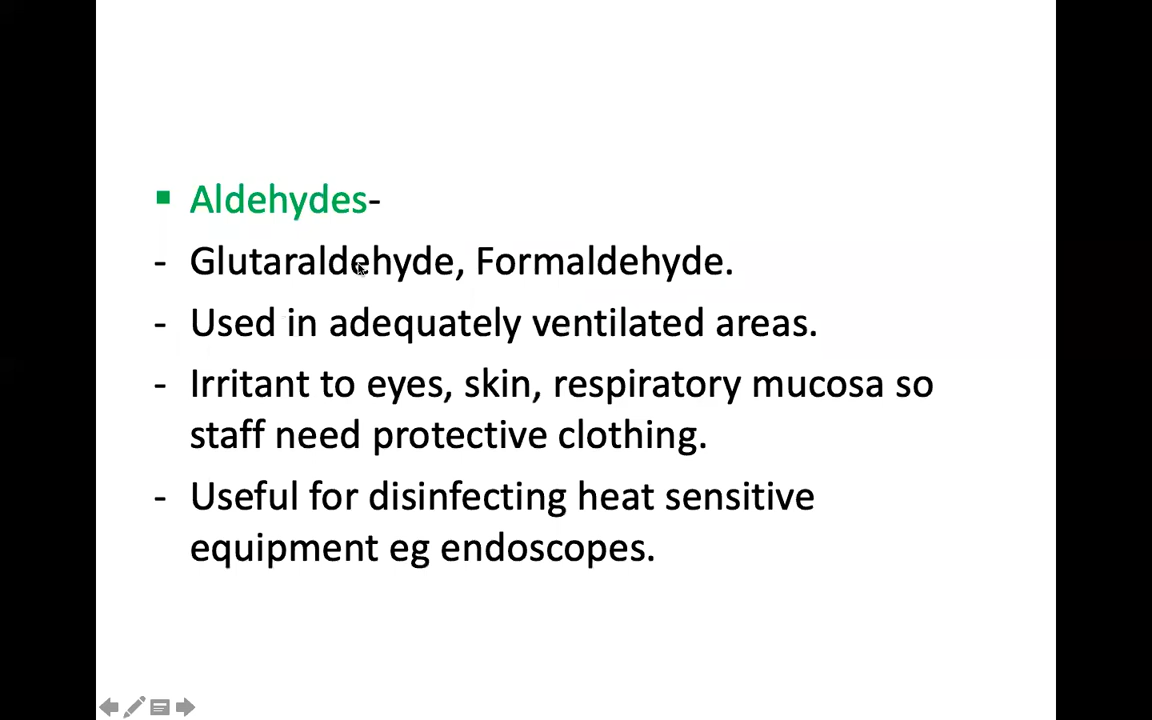 ▪ Aldehydes-
- Glutaraldehyde, Formaldehyde.
- Used in adequately ventilated areas.
- Irritant to eyes, skin, respiratory mucosa so
staff need protective clothing.
- Useful for disinfecting heat sensitive
equipment eg endoscopes.